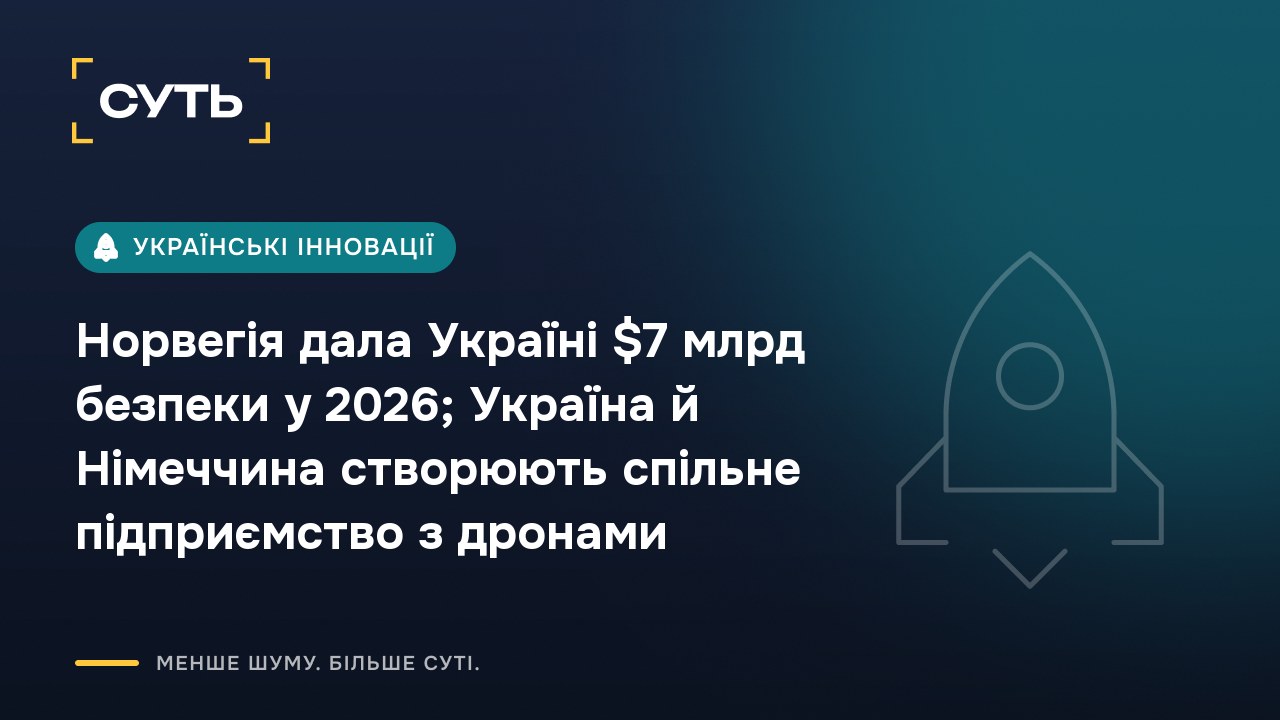 СУТЬ
УКРАЇНСЬКІ ІННОВАЦІЇ
Норвегія дала Україні $7 млрд
безпеки у 2026; Україна й
Німеччина створюють спільне
підприємство з дронами
МЕНШЕ ШУМУ. БІЛЬШЕ СУТІ.